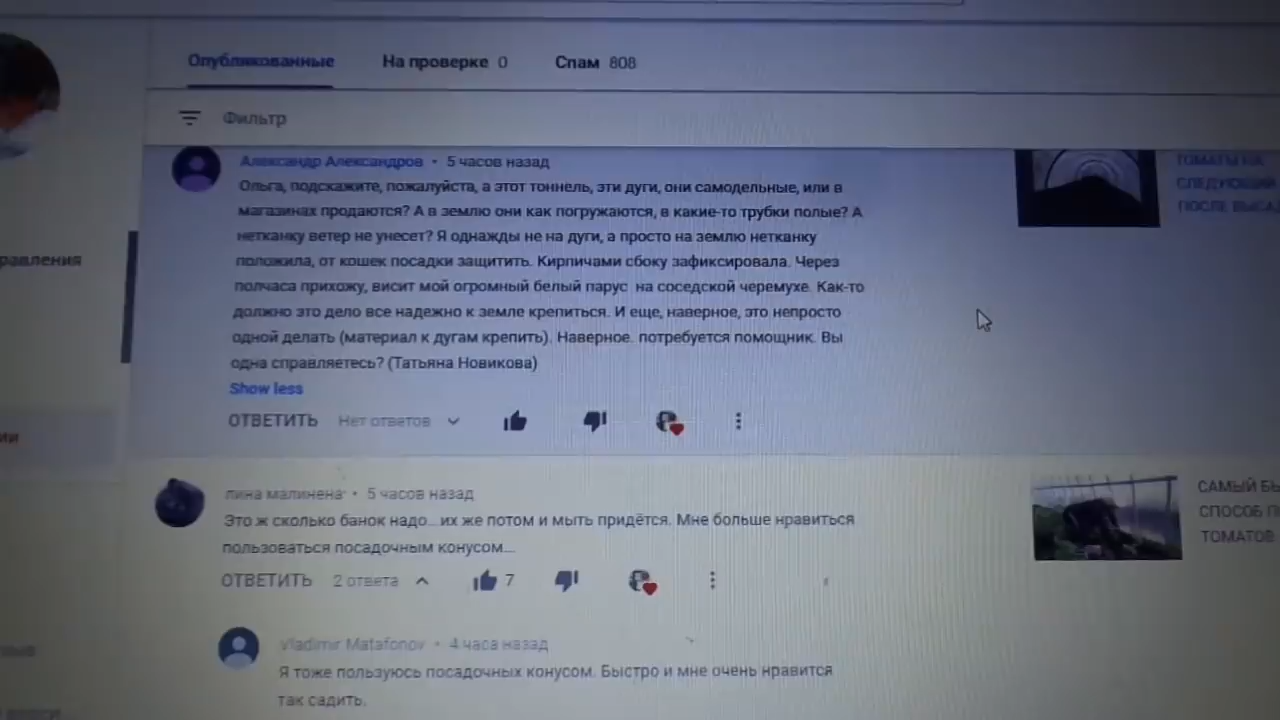 Опубликованные На проверке 0 Спам 808
Фильтр
Александр Александров • 5 часов назад
Ольга, подскажите, пожалуйста, а этот тоннель, эти дуги, они самодельные, или в
магазинах продаются? А в землю они как погружаются, в какие-то трубки полые? А
нетканку ветер не унесет? Я однажды не на дуги, а просто на землю нетканку
положила, от кошек посадки защитить. Кирпичами сбоку зафиксировала. Через
полчаса прихожу, висит мой огромный белый парус на соседской черемухе. Как-то
должно это дело все надежно к земле крепиться. И еще, наверное, это непросто
одной делать (материал к дугам крепить). Наверное. потребуется помощник. Вы
одна справляетесь? (Татьяна Новикова)
Show less
ОТВЕТИТЬ Нет ответов
ТОМАТЫ НА
СЛЕДУЮЩИЙ
ПОСЛЕ ВЫСА
равления
ии
лина малинена • 5 часов назад
Это ж сколько банок надо...их же потом и мыть придётся. Мне больше нравиться
пользоваться посадочным конусом...
ОТВЕТИТЬ 2 ответа 7
САМЫЙ БЫ
СПОСОБ П
ТОМАТОВ
Vladimir Matafonov • 4 часа назад
Я тоже пользуюсь посадочных конусом. Быстро и мне очень нравится
так садить.